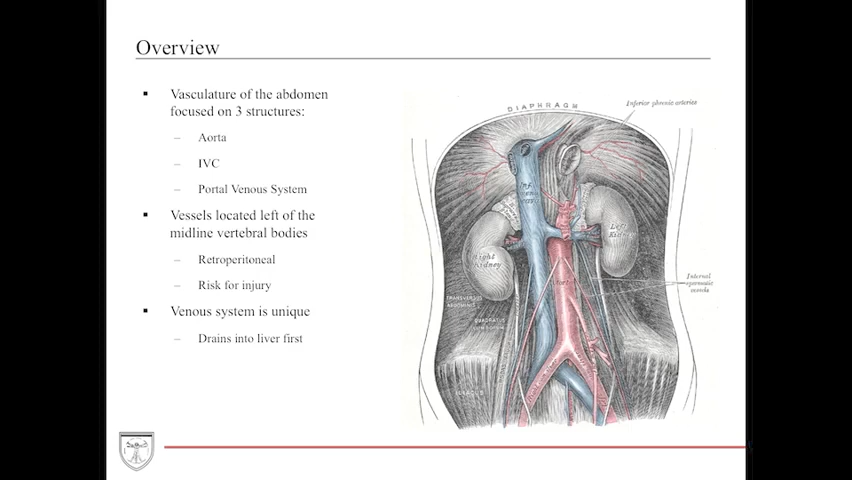 Overview
Vasculature of the abdomen
focused on 3 structures:
– Aorta
– IVC
– Portal Venous System
Vessels located left of the
midline vertebral bodies
– Retroperitoneal
– Risk for injury
Venous system is unique
– Drains into liver first
DIAPHRAGM
Inferior phrenic arteries
Right
Kidney
Left
Kidney
Internal
spermatic
vessels
TRANSVERSUS
ABDOMINIS
QUADRATUS
LUMBORUM
ILIACUS